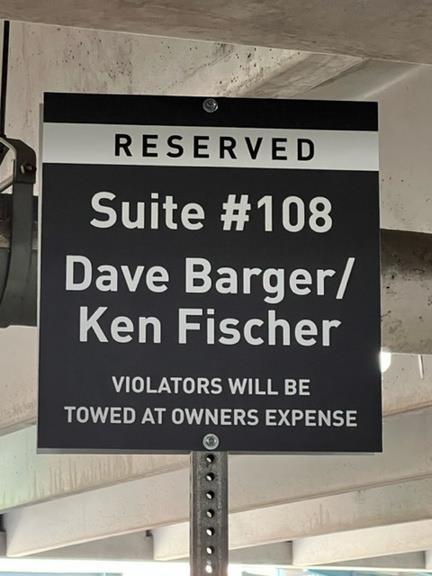 RESERVED
Suite #108
Dave Barger/
Ken Fischer
VIOLATORS WILL BE
TOWED AT OWNERS EXPENSE